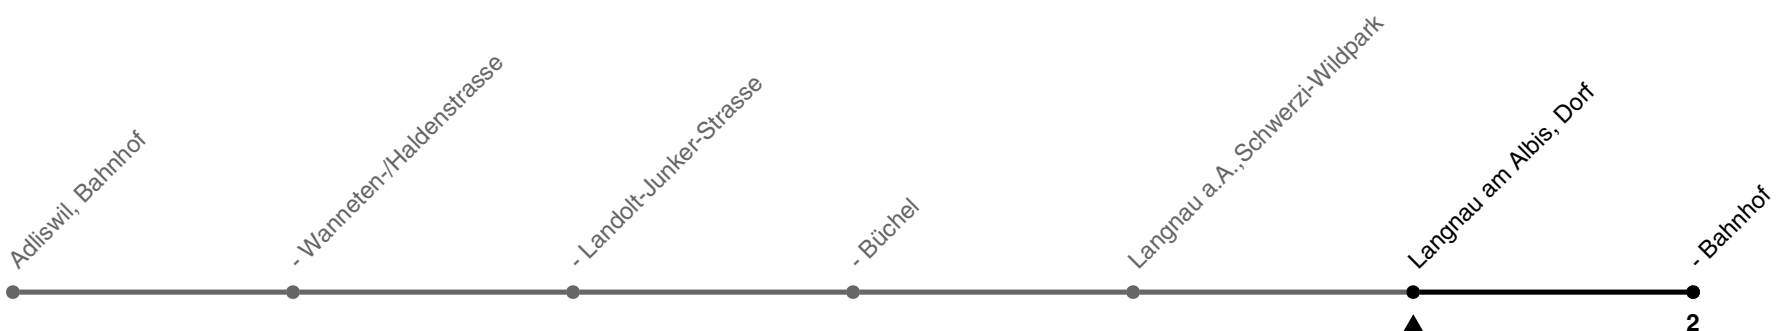 Adliswil, Bahnhof
- Wanneten-/Haldenstrasse
- Landolt-Junker-Strasse
- Büchel
Langnau a.A.,Schwerzi-Wildpark
Langnau am Albis, Dorf
- Bahnhof
2